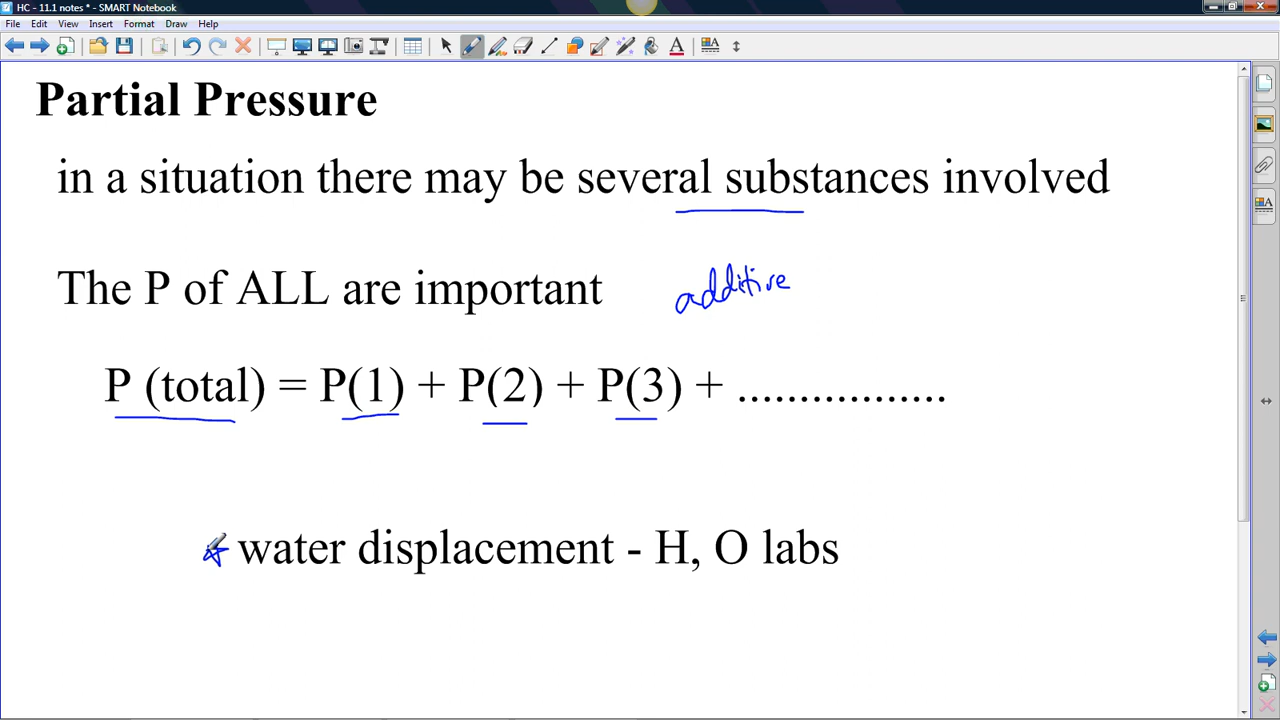 HC - 11.1 notes * - SMART Notebook
File Edit View Insert Format Draw Help
Partial Pressure
in a situation there may be several substances involved
The P of ALL are important additive
P (total) = P(1) + P(2) + P(3) + .................
water displacement - H, O labs